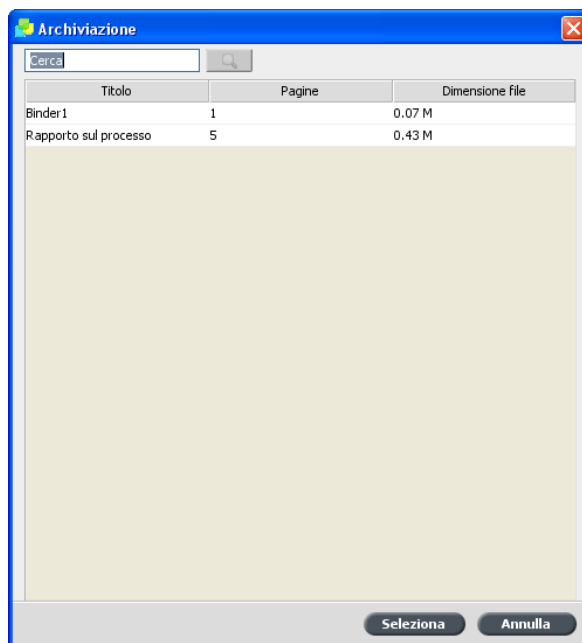 Archiviazione
Cerca
Titolo Pagine Dimensione file
Binder1 1 0.07 M
Rapporto sul processo 5 0.43 M
Seleziona Annulla